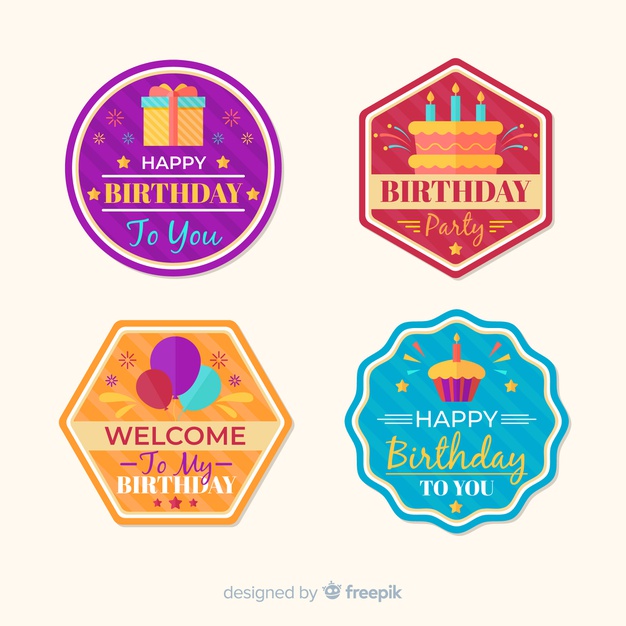 HAPPY
BIRTHDAY
To You
BIRTHDAY
Party
WELCOME
To My
BIRTHDAY
HAPPY
Birthday
TO YOU
designed by freepik